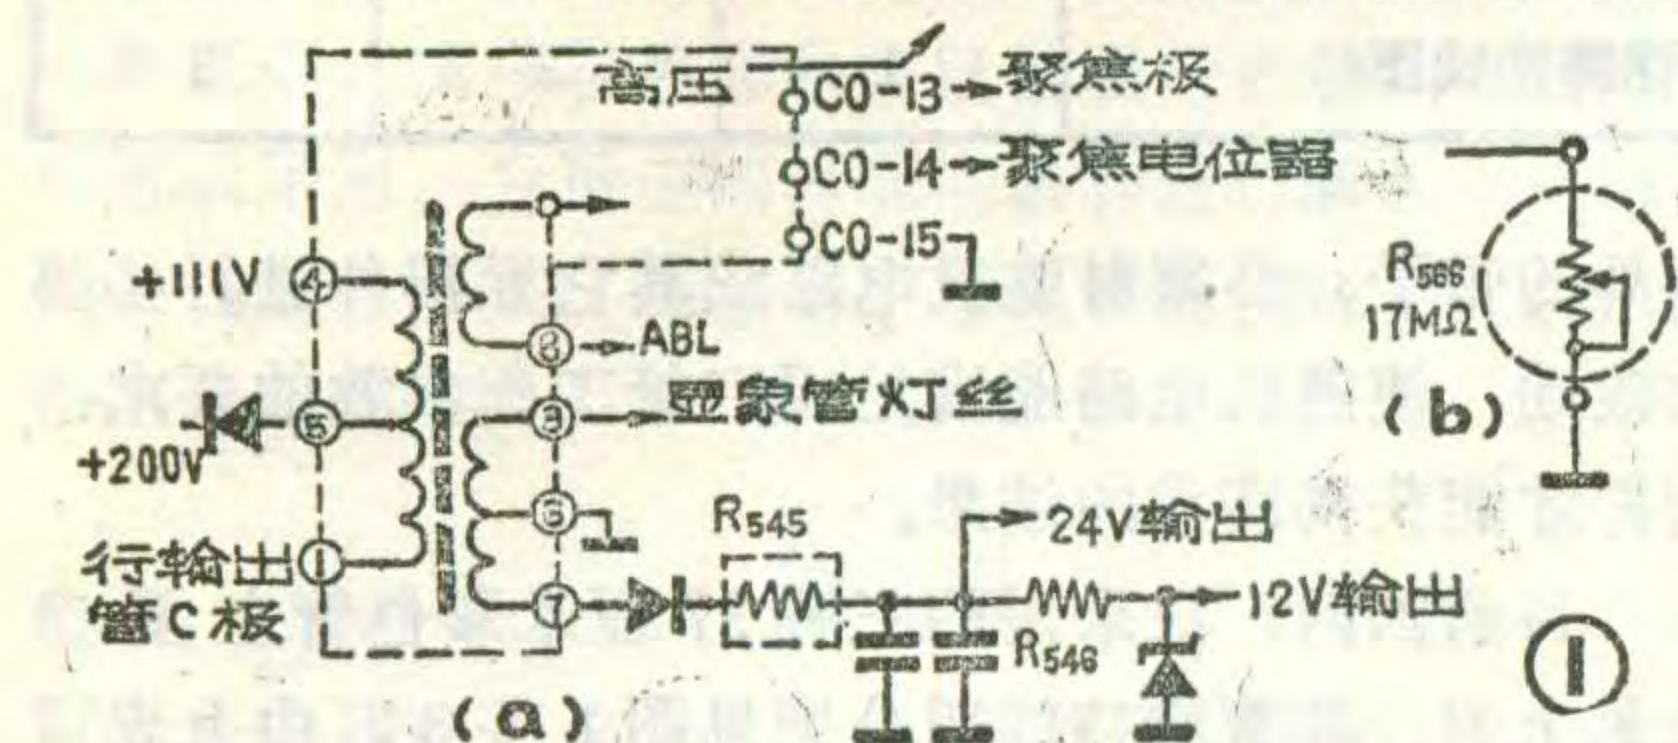 高压
CO-13 聚焦极
CO-14 聚焦电位器
CO-15
+111V ④
⑧ ABL
R566
17MΩ
(b)
⑤
+200V
③ 显象管灯丝
⑥
R545
24V输出
行输出 ①
管C极
⑦
12V输出
R546
(a)
①